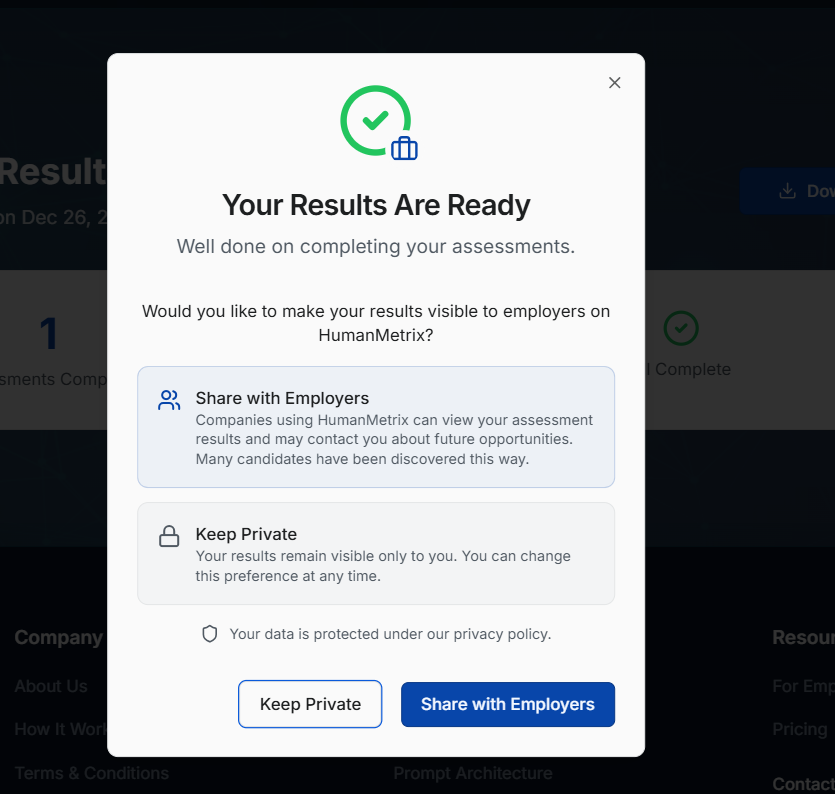 Result
on Dec 26, 2
Your Results Are Ready
Well done on completing your assessments.
Would you like to make your results visible to employers on
HumanMetrix?
1
sments Comp
l Complete
Share with Employers
Companies using HumanMetrix can view your assessment
results and may contact you about future opportunities.
Many candidates have been discovered this way.
Keep Private
Your results remain visible only to you. You can change
this preference at any time.
Your data is protected under our privacy policy.
Keep Private
Share with Employers
Company
About Us
How It Work
Terms & Conditions
Prompt Architecture
Resour
For Emp
Pricing
Contact
Dow